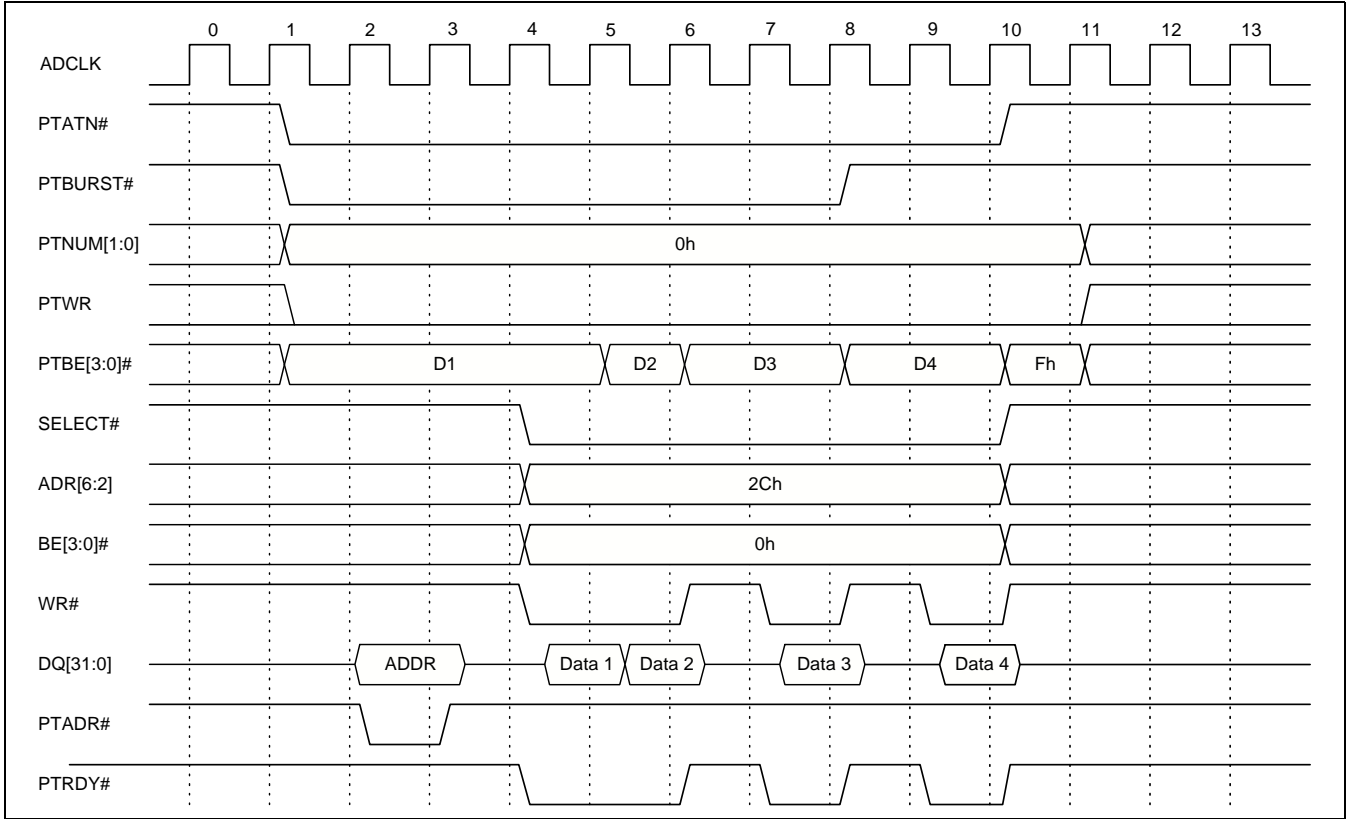 0 1 2 3 4 5 6 7 8 9 10 11 12 13
ADCLK
PTATN#
PTBURST#
PTNUM[1:0] 0h
PTWR
PTBE[3:0]# D1 D2 D3 D4 Fh
SELECT#
ADR[6:2] 2Ch
BE[3:0]# 0h
WR#
DQ[31:0] ADDR Data 1 Data 2 Data 3 Data 4
PTADR#
PTRDY#